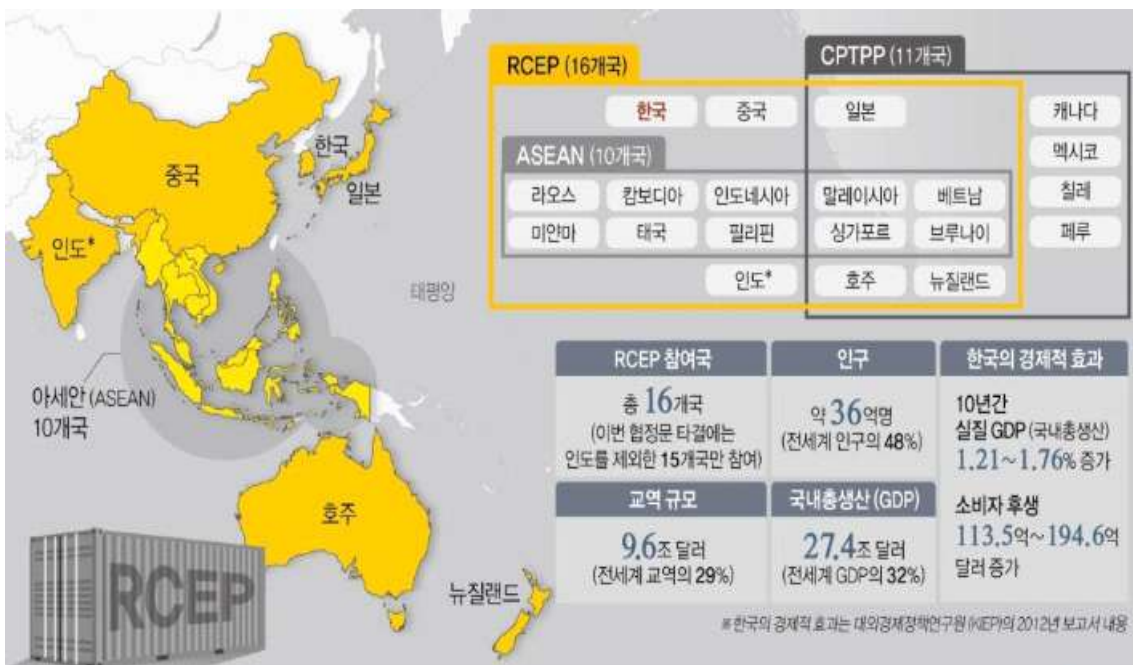 중국
한국
일본
인도*
태평양
아세안 (ASEAN)
10개국
호주
뉴질랜드
RCEP
RCEP (16개국)
CPTPP (11개국)
한국 중국 일본 캐나다
멕시코
ASEAN (10개국)
라오스 캄보디아 인도네시아 말레이시아 베트남 칠레
미얀마 태국 필리핀 싱가포르 브루나이 페루
인도* 호주 뉴질랜드
RCEP 참여국
총 16개국
(이번 협정문 타결에는
인도를 제외한 15개국만 참여)
인구
약 36억명
(전세계 인구의 48%)
교역 규모
9.6조 달러
(전세계 교역의 29%)
국내총생산 (GDP)
27.4조 달러
(전세계 GDP의 32%)
한국의 경제적 효과
10년간
실질 GDP (국내총생산)
1.21~1.76% 증가
소비자 후생
113.5억~194.6억
달러 증가
※한국의 경제적 효과는 대외경제정책연구원 (KIEP)의 2012년 보고서 내용